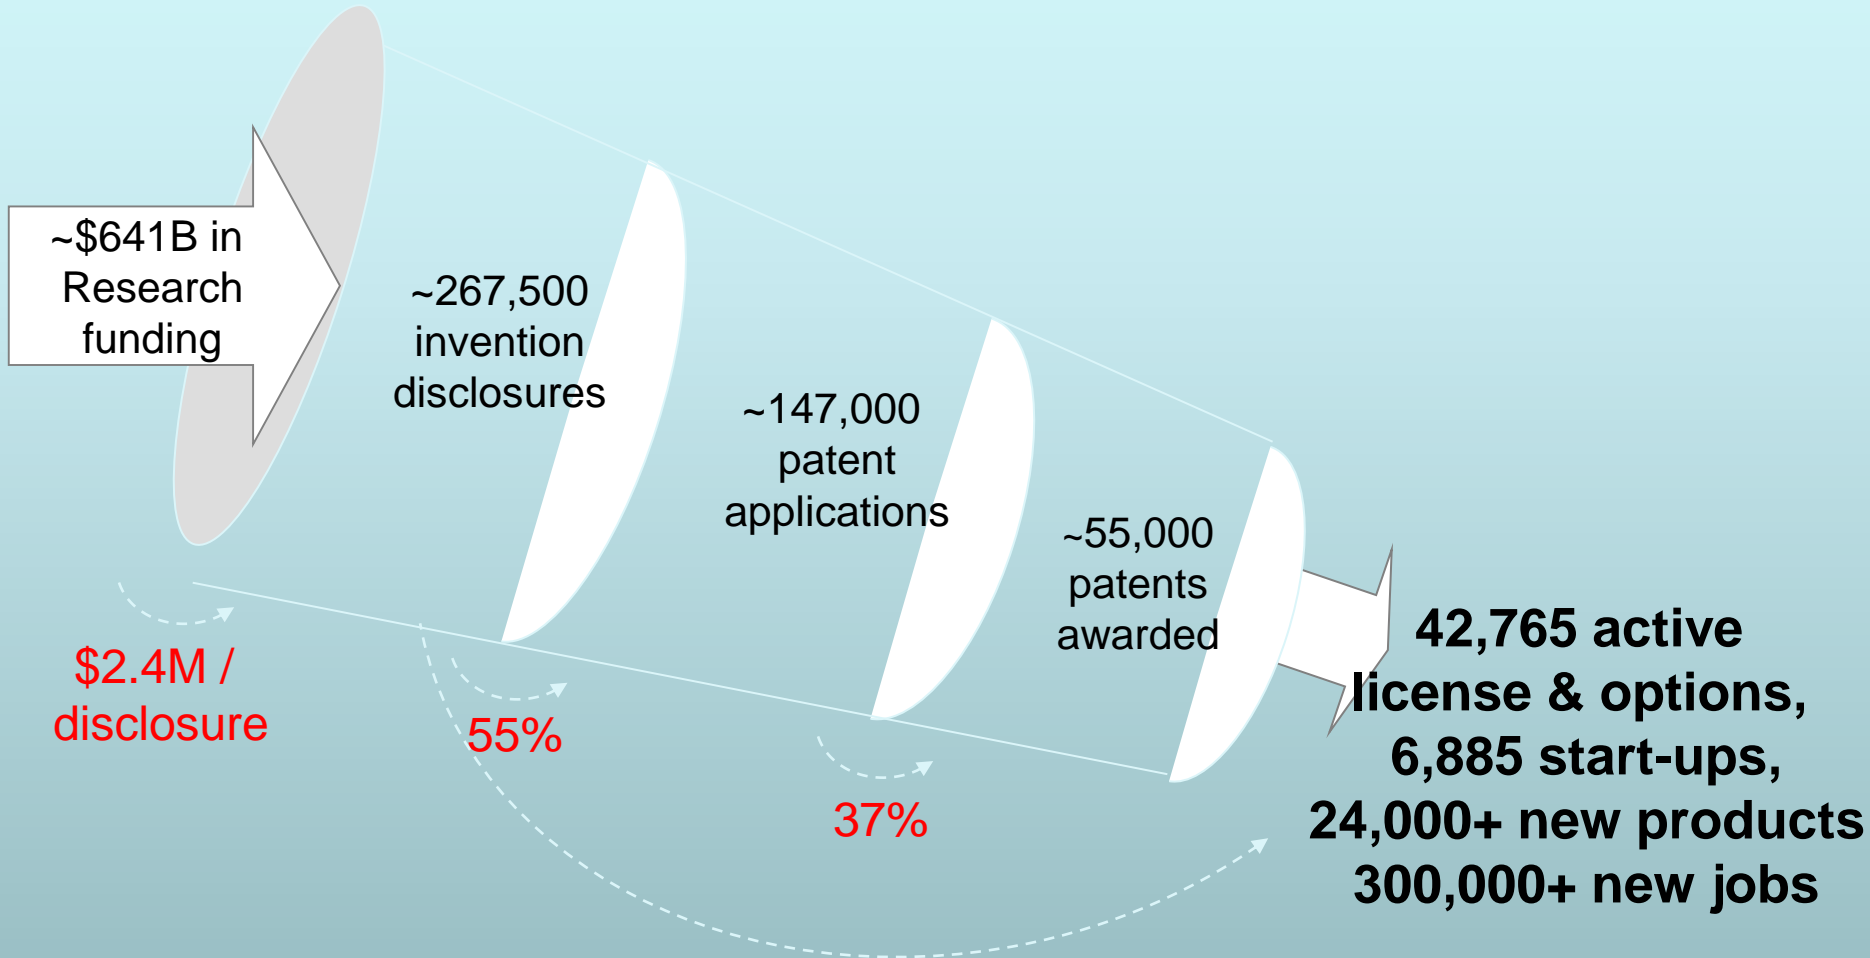 ~$641B in
Research
funding
~267,500
invention
disclosures
~147,000
patent
applications
~55,000
patents
awarded
42,765 active
license & options,
6,885 start-ups,
24,000+ new products
300,000+ new jobs
$2.4M /
disclosure
55%
37%